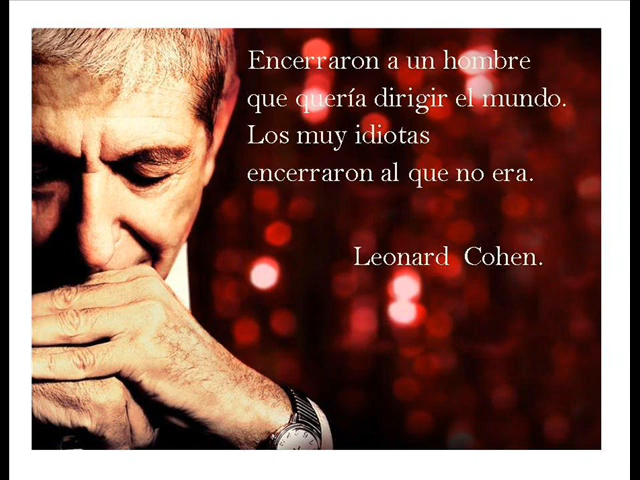 Encerraron a un hombre
que quería dirigir el mundo.
Los muy idiotas
encerraron al que no era.
Leonard Cohen.